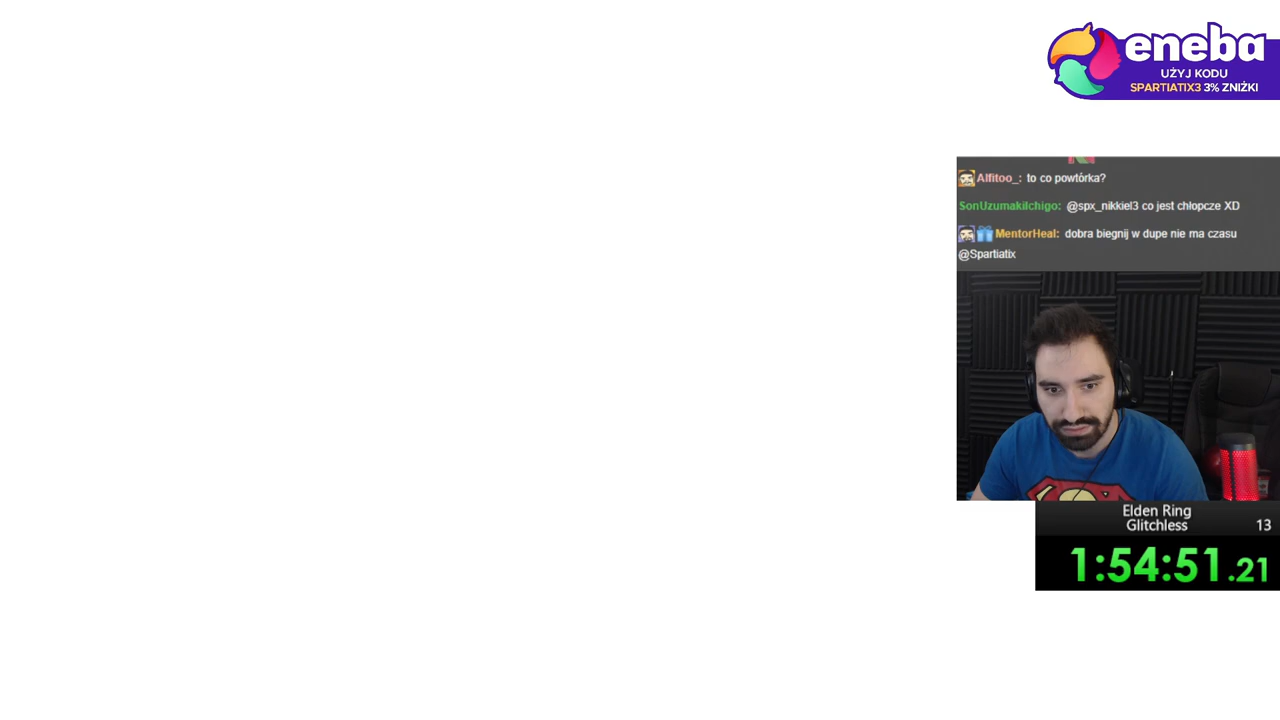 eneba
UŻYJ KODU
SPARTIATIX3 3% ZNIŻKI
Alfitoo_: to co powtórka?
SonUzumakiIchigo: @spx_nikkiel3 co jest chłopcze XD
MentorHeal: dobra biegnij w dupe nie ma czasu
@Spartiatix
Elden Ring
Glitchless 13
1:54:51.21